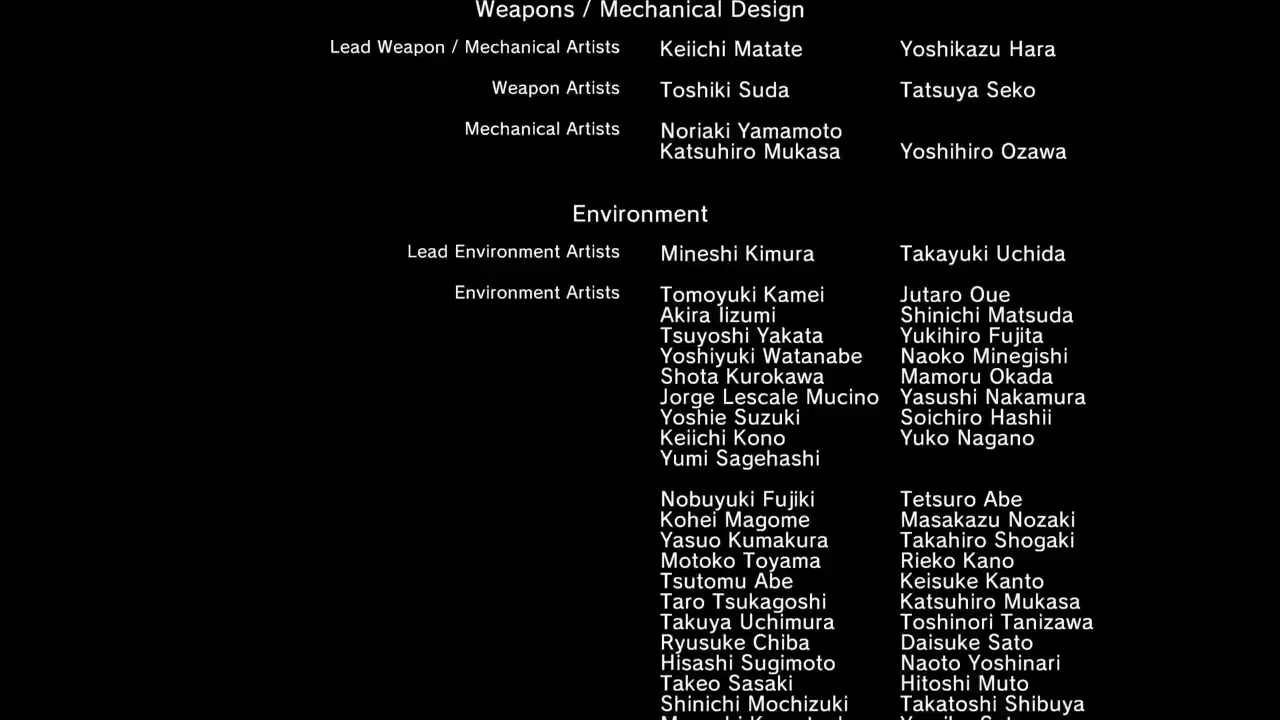 Weapons / Mechanical Design
Lead Weapon / Mechanical Artists Keiichi Matate Yoshikazu Hara
Weapon Artists Toshiki Suda Tatsuya Seko
Mechanical Artists Noriaki Yamamoto
Katsuhiro Mukasa Yoshihiro Ozawa
Environment
Lead Environment Artists Mineshi Kimura Takayuki Uchida
Environment Artists Tomoyuki Kamei Jutaro Oue
Akira Iizumi Shinichi Matsuda
Tsuyoshi Yakata Yukihiro Fujita
Yoshiyuki Watanabe Naoko Minegishi
Shota Kurokawa Mamoru Okada
Jorge Lescale Mucino Yasushi Nakamura
Yoshie Suzuki Soichiro Hashii
Keiichi Kono Yuko Nagano
Yumi Sagehashi
Nobuyuki Fujiki Tetsuro Abe
Kohei Magome Masakazu Nozaki
Yasuo Kumakura Takahiro Shogaki
Motoko Toyama Rieko Kano
Tsutomu Abe Keisuke Kanto
Taro Tsukagoshi Katsuhiro Mukasa
Takuya Uchimura Toshinori Tanizawa
Ryusuke Chiba Daisuke Sato
Hisashi Sugimoto Naoto Yoshinari
Takeo Sasaki Hitoshi Muto
Shinichi Mochizuki Takatoshi Shibuya